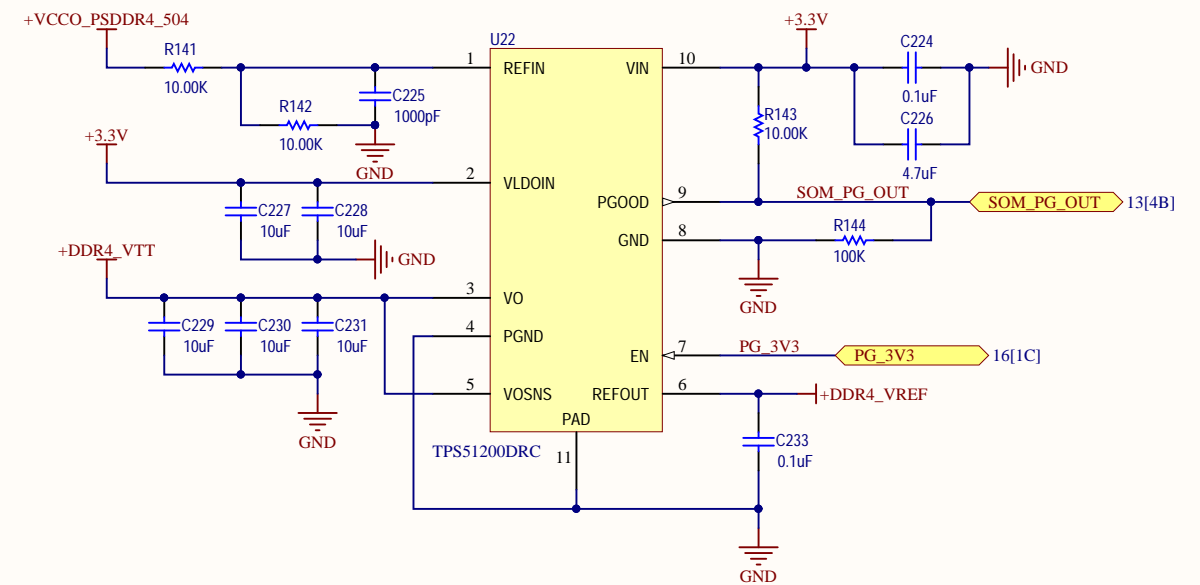 +VCCO_PSDDR4_504
R141
10.00K
R142
10.00K
C225
1000pF
GND
+3.3V
C227
10uF
C228
10uF
GND
+DDR4_VTT
C229
10uF
C230
10uF
C231
10uF
GND
U22
1 REFIN
2 VLDOIN
3 VO
4 PGND
5 VOSNS
PAD
11
TPS51200DRC
VIN 10
PGOOD 9
GND 8
EN 7
REFOUT 6
+3.3V
C224
0.1uF
GND
C226
4.7uF
R143
10.00K
SOM_PG_OUT
SOM_PG_OUT 13[4B]
R144
100K
GND
PG_3V3
PG_3V3 16[1C]
+DDR4_VREF
C233
0.1uF
GND